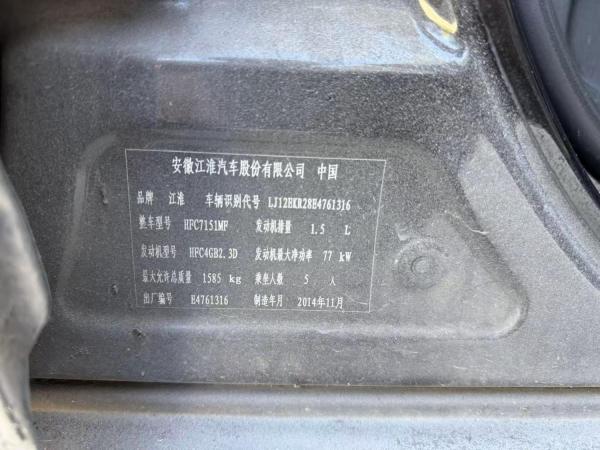 安徽江淮汽车股份有限公司 中国
品牌 江淮 车辆识别代号 LJ12EKR28E4761316
整车型号 HFC7151MF 发动机排量 1.5 L
发动机型号 HFC4GB2.3D 发动机最大净功率 77 kW
最大允许总质量 1585 kg 乘坐人数 5 人
出厂编号 E4761316 制造年月 2014年11月